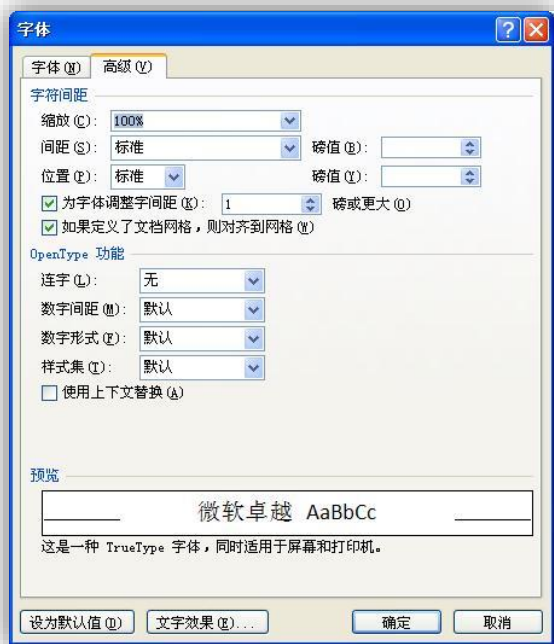 字体
字体(N) 高级(V)
字符间距
缩放(C): 100%
间距(S): 标准 磅值(B):
位置(P): 标准 磅值(Y):
为字体调整字间距(K): 1 磅或更大(O)
如果定义了文档网格，则对齐到网格(W)
OpenType 功能
连字(L): 无
数字间距(M): 默认
数字形式(F): 默认
样式集(T): 默认
使用上下文替换(A)
预览
微软卓越 AaBbCc
这是一种 TrueType 字体，同时适用于屏幕和打印机。
设为默认值(D) 文字效果(E)... 确定 取消